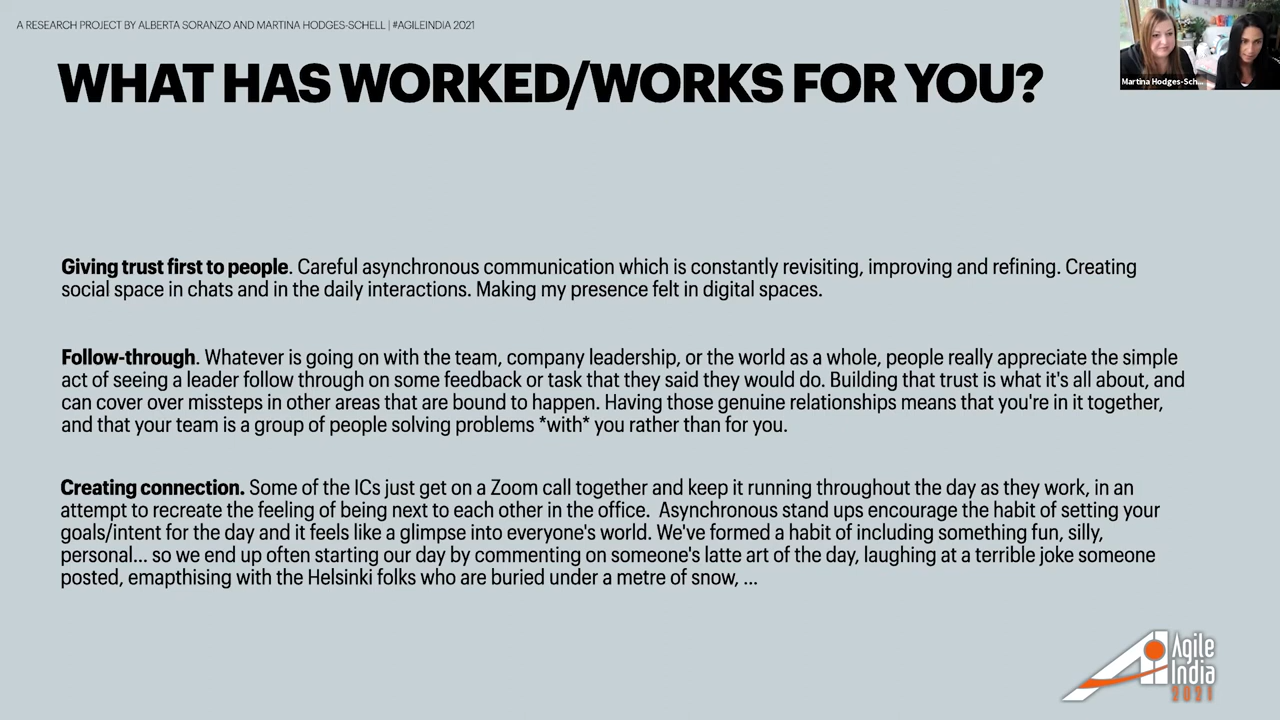 A RESEARCH PROJECT BY ALBERTA SORANZO AND MARTINA HODGES-SCHELL | #AGILEINDIA 2021
Martina Hodges-Sch...
WHAT HAS WORKED/WORKS FOR YOU?
Giving trust first to people. Careful asynchronous communication which is constantly revisiting, improving and refining. Creating
social space in chats and in the daily interactions. Making my presence felt in digital spaces.
Follow-through. Whatever is going on with the team, company leadership, or the world as a whole, people really appreciate the simple
act of seeing a leader follow through on some feedback or task that they said they would do. Building that trust is what it's all about, and
can cover over missteps in other areas that are bound to happen. Having those genuine relationships means that you're in it together,
and that your team is a group of people solving problems *with* you rather than for you.
Creating connection. Some of the ICs just get on a Zoom call together and keep it running throughout the day as they work, in an
attempt to recreate the feeling of being next to each other in the office.  Asynchronous stand ups encourage the habit of setting your
goals/intent for the day and it feels like a glimpse into everyone's world. We've formed a habit of including something fun, silly,
personal... so we end up often starting our day by commenting on someone's latte art of the day, laughing at a terrible joke someone
posted, emapthising with the Helsinki folks who are buried under a metre of snow, ...
Agile
India
2021